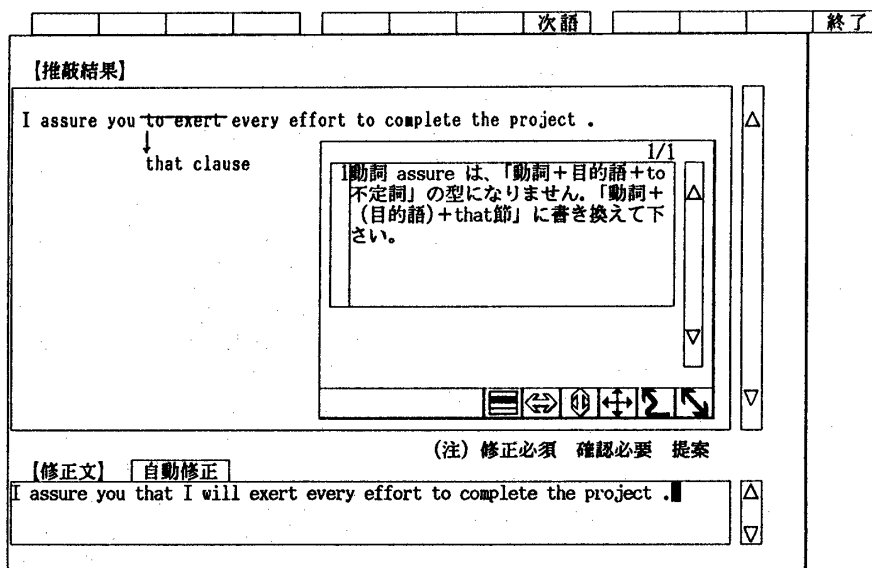 次語 終了
【推敲結果】
I assure you to exert every effort to complete the project .
that clause
1/1
1動詞 assure は、「動詞+目的語+to
不定詞」の型になりません.「動詞+
(目的語)+that節」に書き換えて下
さい。
(注) 修正必須 確認必要 提案
【修正文】 自動修正
I assure you that I will exert every effort to complete the project .